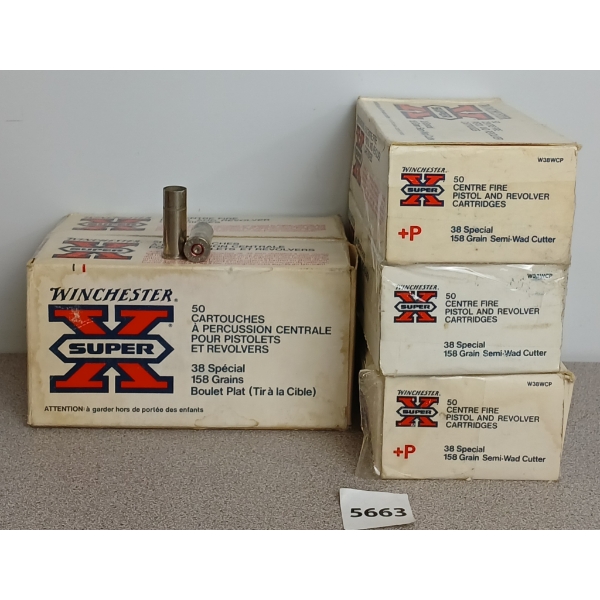 WINCHESTER
SUPER X
50
CARTOUCHES
À PERCUSSION CENTRALE
POUR PISTOLETS
ET REVOLVERS
38 Spécial
158 Grains
Boulet Plat (Tir à la Cible)
ATTENTION: à garder hors de portée des enfants
W38WCP
WINCHESTER
SUPER X
50
CENTRE FIRE
PISTOL AND REVOLVER
CARTRIDGES
+P
38 Special
158 Grain Semi-Wad Cutter
WINCHESTER
SUPER X
50
CENTRE FIRE
PISTOL AND REVOLVER
CARTRIDGES
38 Special
158 Grain Semi-Wad Cutter
W38WCP
WINCHESTER
SUPER X
50
CENTRE FIRE
PISTOL AND REVOLVER
CARTRIDGES
+P
38 Special
158 Grain Semi-Wad Cutter
5663